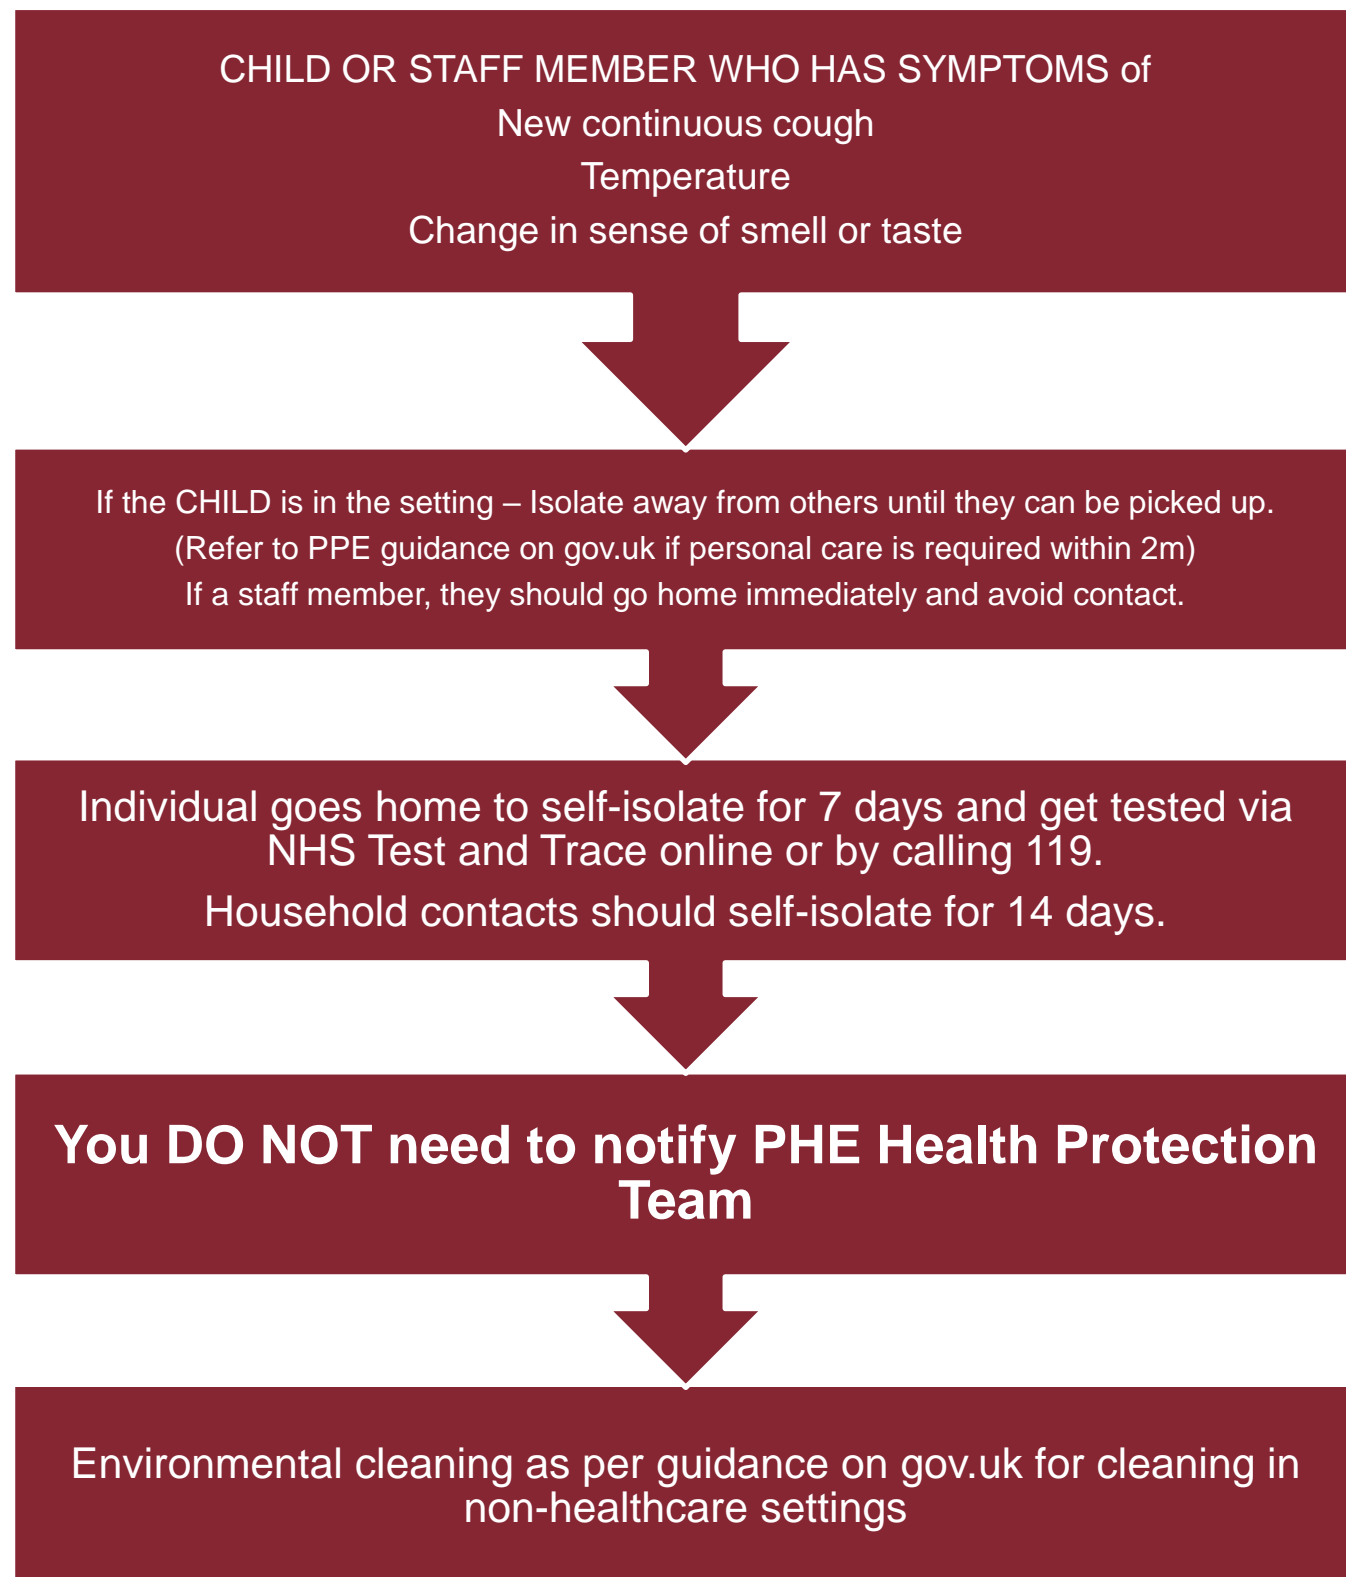 CHILD OR STAFF MEMBER WHO HAS SYMPTOMS of
New continuous cough
Temperature
Change in sense of smell or taste
If the CHILD is in the setting – Isolate away from others until they can be picked up.
(Refer to PPE guidance on gov.uk if personal care is required within 2m)
If a staff member, they should go home immediately and avoid contact.
Individual goes home to self-isolate for 7 days and get tested via
NHS Test and Trace online or by calling 119.
Household contacts should self-isolate for 14 days.
You DO NOT need to notify PHE Health Protection
Team
Environmental cleaning as per guidance on gov.uk for cleaning in
non-healthcare settings